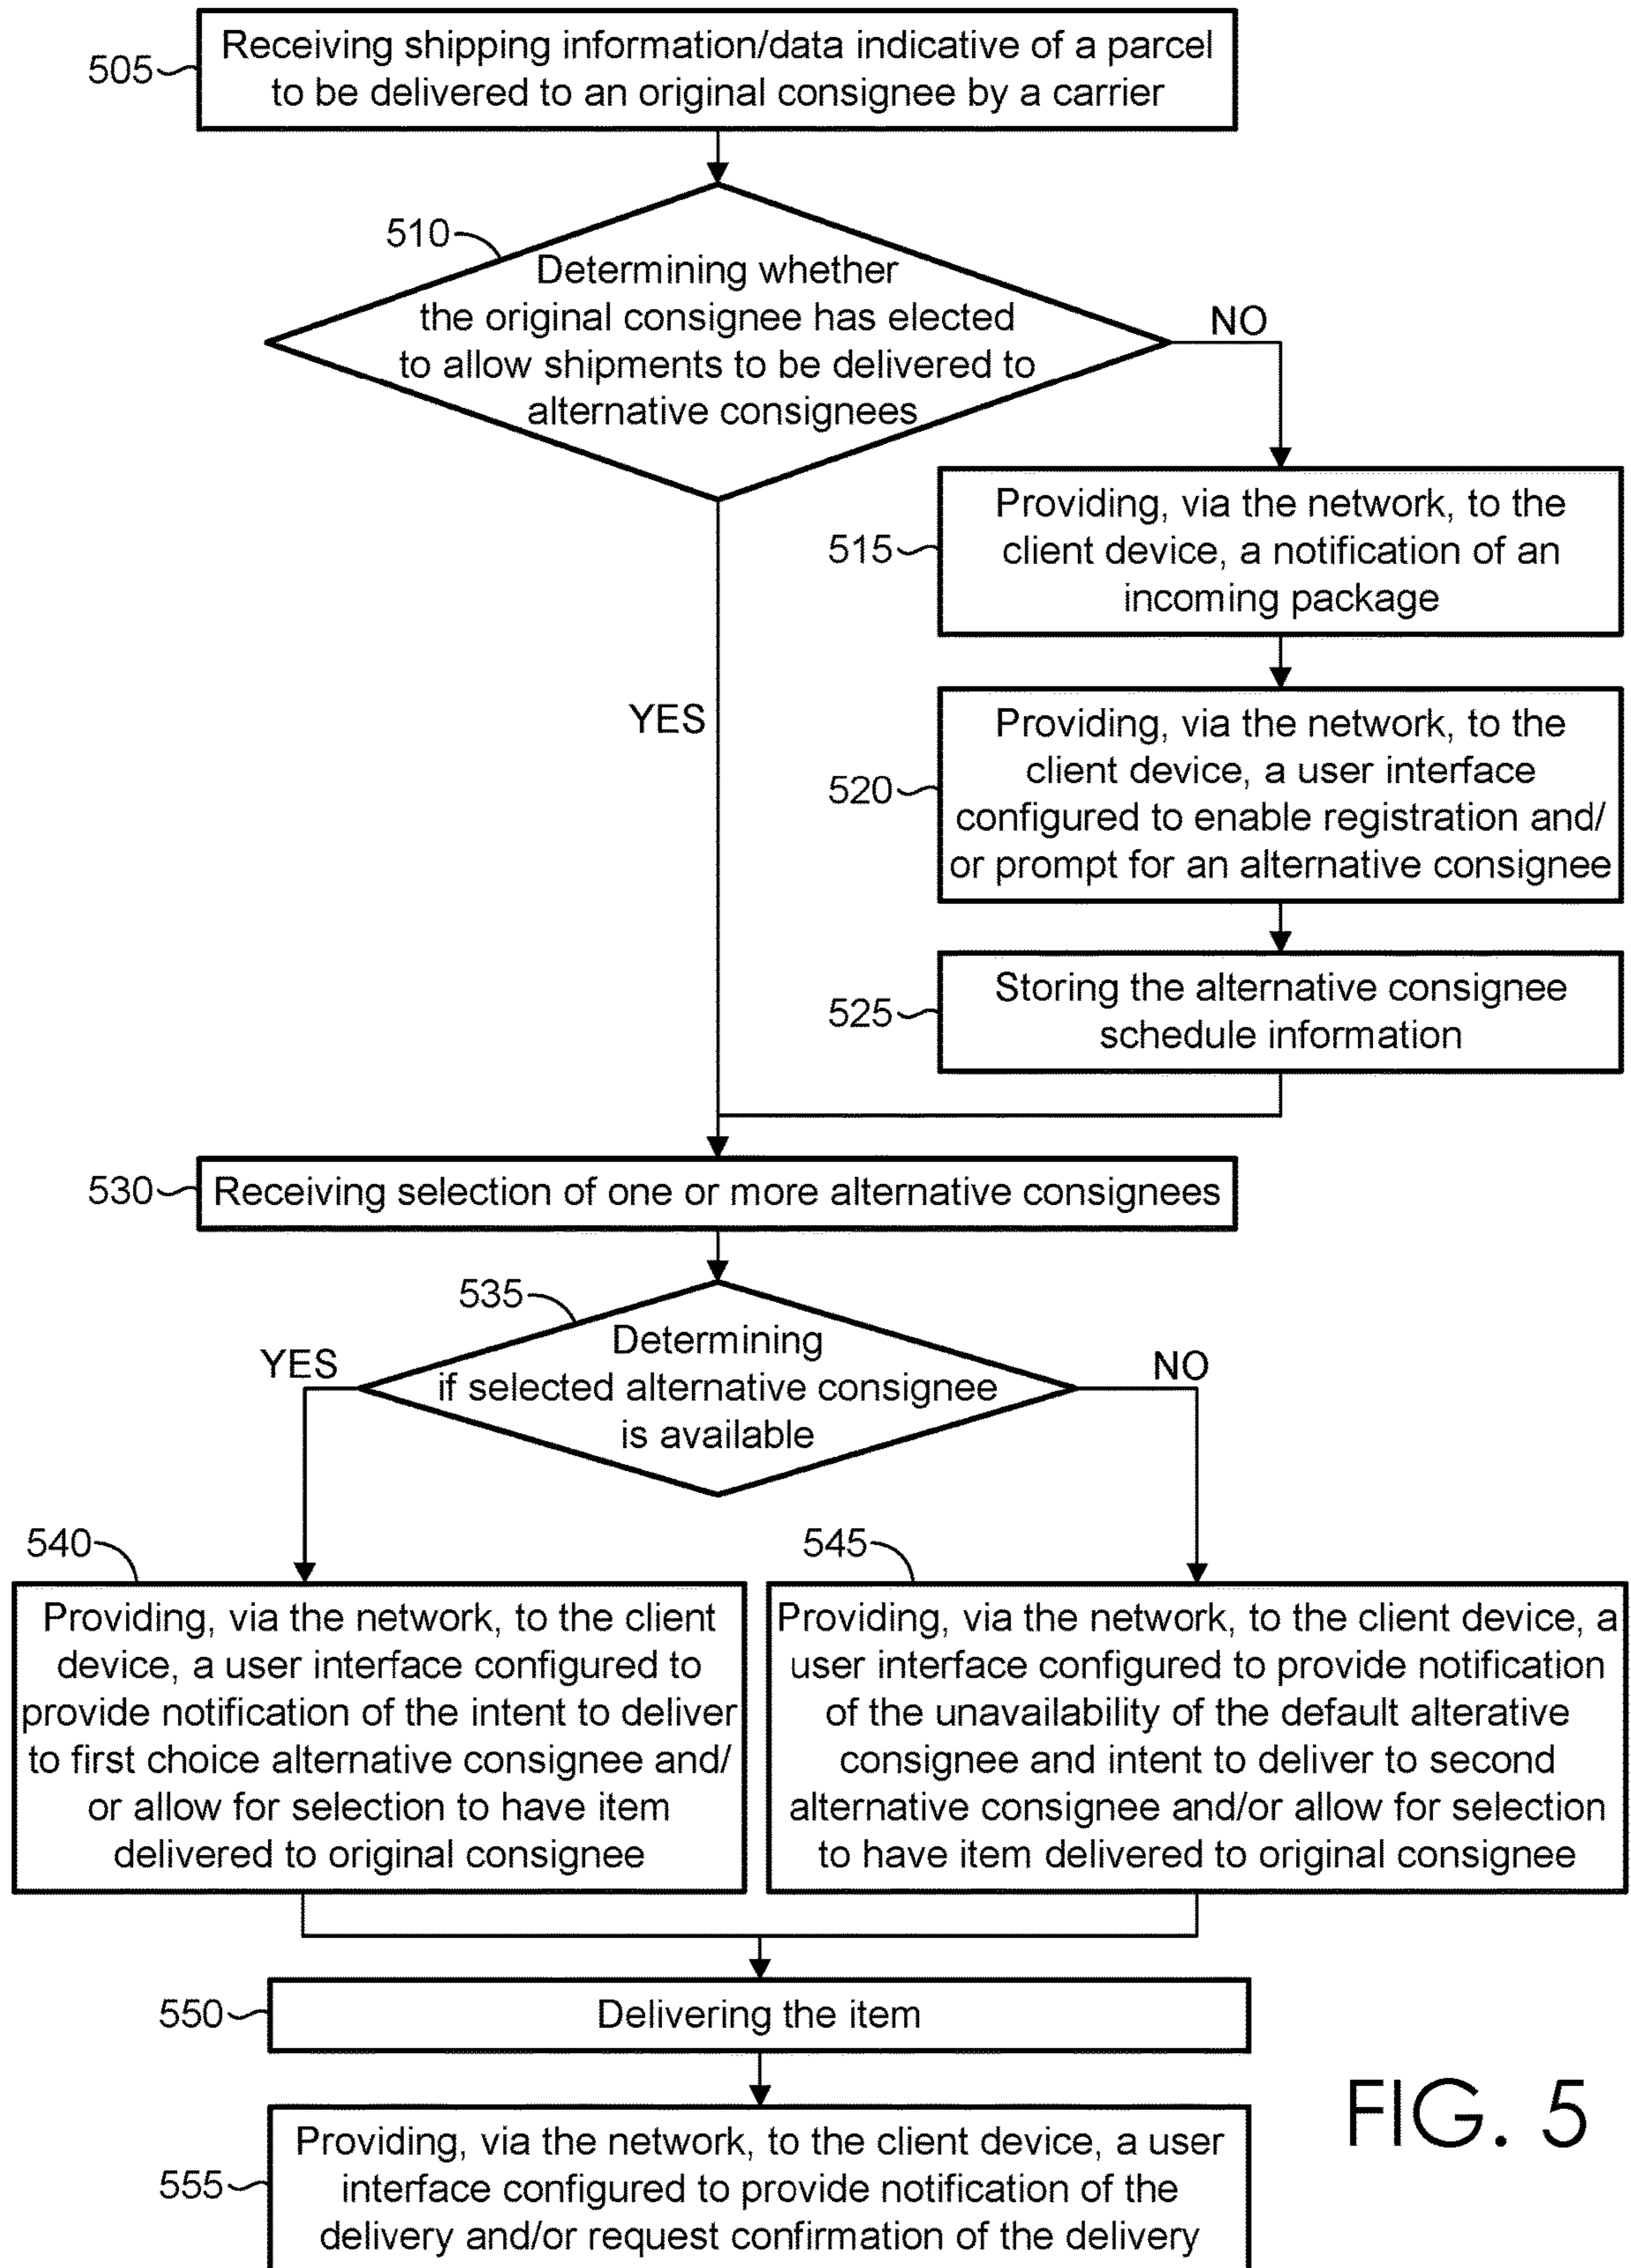 505
Receiving shipping information/data indicative of a parcel
to be delivered to an original consignee by a carrier
510
Determining whether
the original consignee has elected
to allow shipments to be delivered to
alternative consignees
NO
515
Providing, via the network, to the
client device, a notification of an
incoming package
YES
520
Providing, via the network, to the
client device, a user interface
configured to enable registration and/
or prompt for an alternative consignee
525
Storing the alternative consignee
schedule information
530
Receiving selection of one or more alternative consignees
535
Determining
if selected alternative consignee
is available
YES
NO
540
Providing, via the network, to the client
device, a user interface configured to
provide notification of the intent to deliver
to first choice alternative consignee and/
or allow for selection to have item
delivered to original consignee
545
Providing, via the network, to the client device, a
user interface configured to provide notification
of the unavailability of the default alterative
consignee and intent to deliver to second
alternative consignee and/or allow for selection
to have item delivered to original consignee
550
Delivering the item
555
Providing, via the network, to the client device, a user
interface configured to provide notification of the
delivery and/or request confirmation of the delivery
FIG. 5